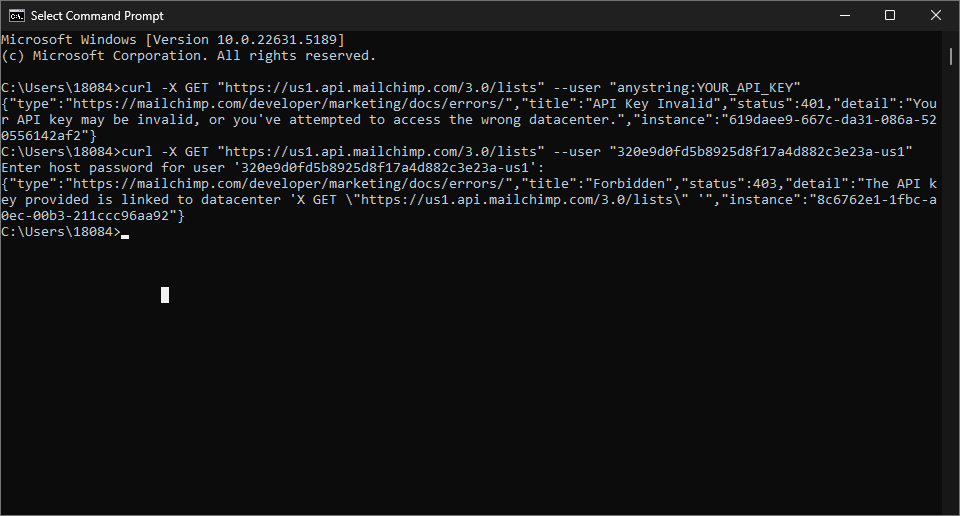 Select Command Prompt
Microsoft Windows [Version 10.0.22631.5189]
(c) Microsoft Corporation. All rights reserved.
C:\Users\18084>curl -X GET "https://us1.api.mailchimp.com/3.0/lists" --user "anystring:YOUR_API_KEY"
{"type":"https://mailchimp.com/developer/marketing/docs/errors/","title":"API Key Invalid","status":401,"detail":"You
r API key may be invalid, or you've attempted to access the wrong datacenter.","instance":"619daee9-667c-da31-086a-52
0556142af2"}
C:\Users\18084>curl -X GET "https://us1.api.mailchimp.com/3.0/lists" --user "320e9d0fd5b8925d8f17a4d882c3e23a-us1"
Enter host password for user '320e9d0fd5b8925d8f17a4d882c3e23a-us1':
{"type":"https://mailchimp.com/developer/marketing/docs/errors/","title":"Forbidden","status":403,"detail":"The API k
ey provided is linked to datacenter 'X GET \"https://us1.api.mailchimp.com/3.0/lists\" '","instance":"8c6762e1-1fbc-a
0ec-00b3-211ccc96aa92"}
C:\Users\18084>